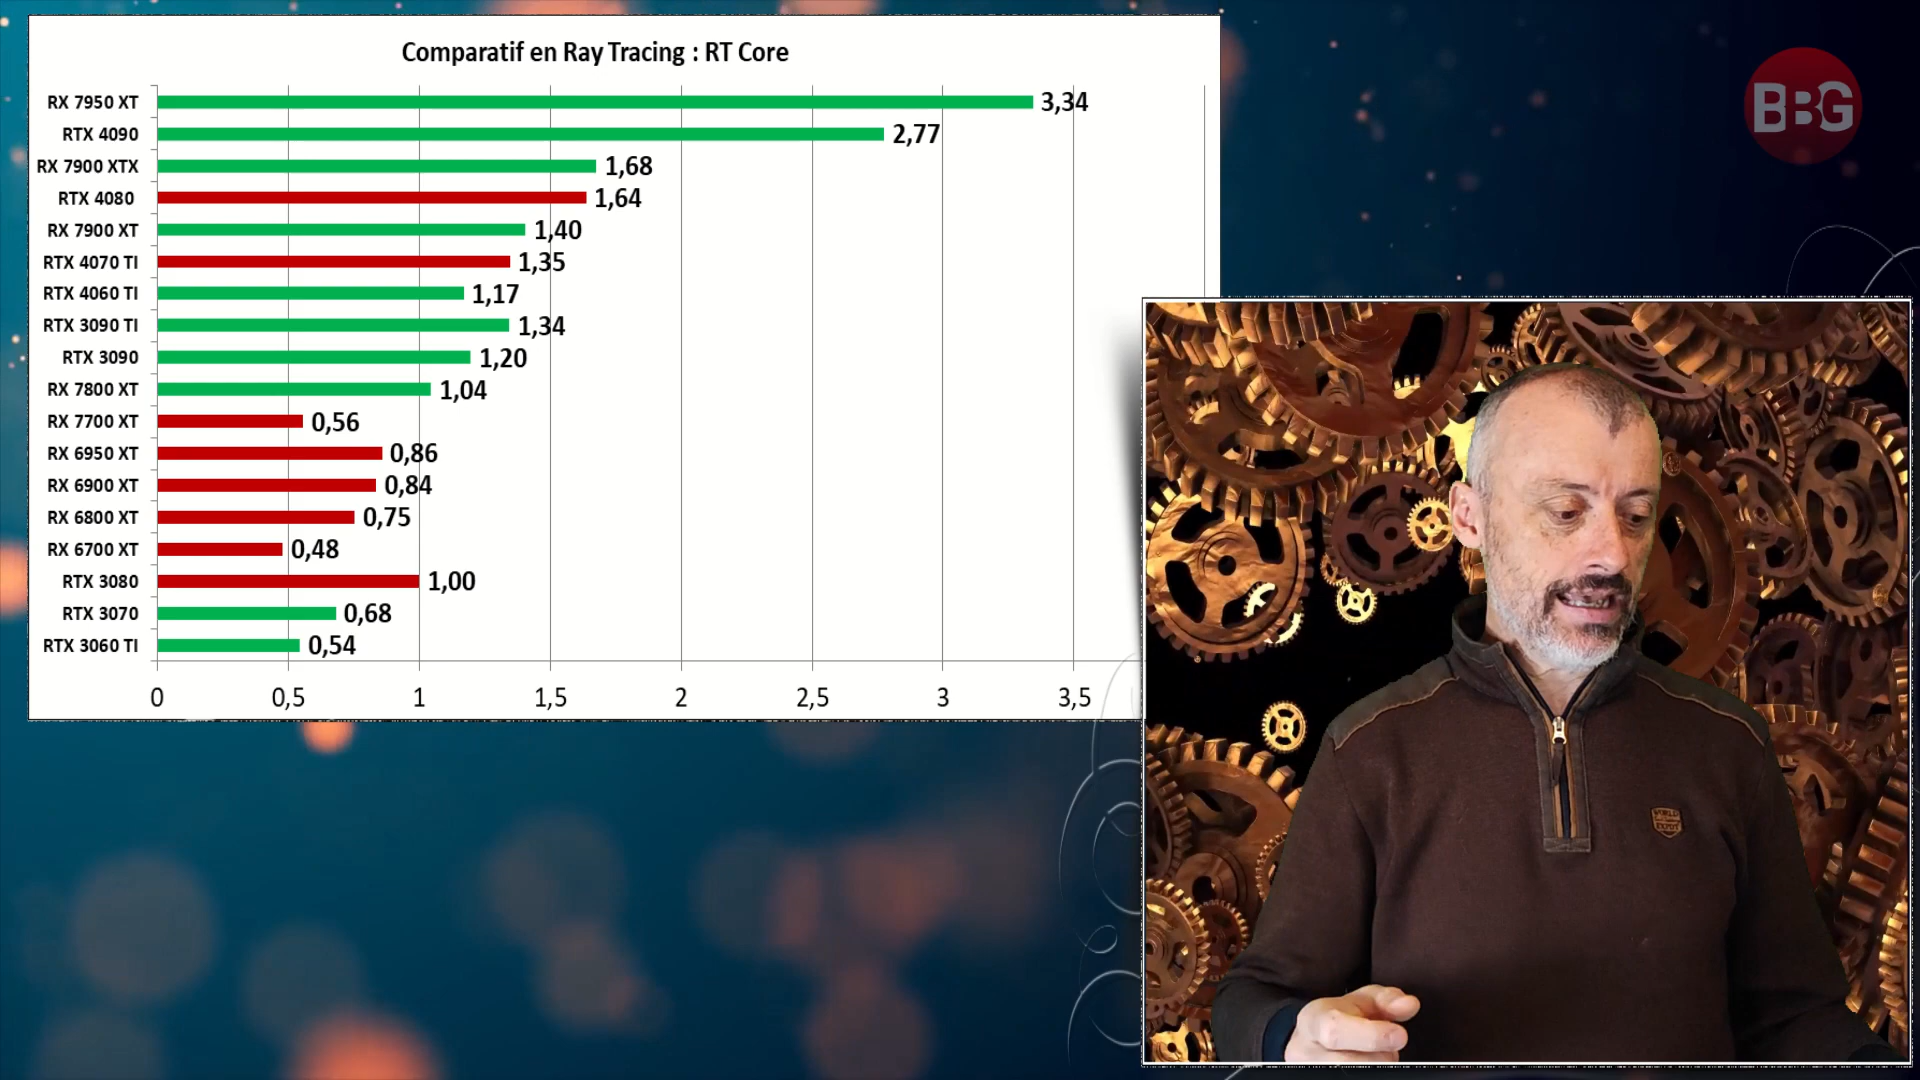 Comparatif en Ray Tracing : RT Core
RX 7950 XT 3,34
RTX 4090 2,77
RX 7900 XTX 1,68
RTX 4080 1,64
RX 7900 XT 1,40
RTX 4070 TI 1,35
RTX 4060 TI 1,17
RTX 3090 TI 1,34
RTX 3090 1,20
RX 7800 XT 1,04
RX 7700 XT 0,56
RX 6950 XT 0,86
RX 6900 XT 0,84
RX 6800 XT 0,75
RX 6700 XT 0,48
RTX 3080 1,00
RTX 3070 0,68
RTX 3060 TI 0,54
0 0,5 1 1,5 2 2,5 3 3,5
BBG
WORLD